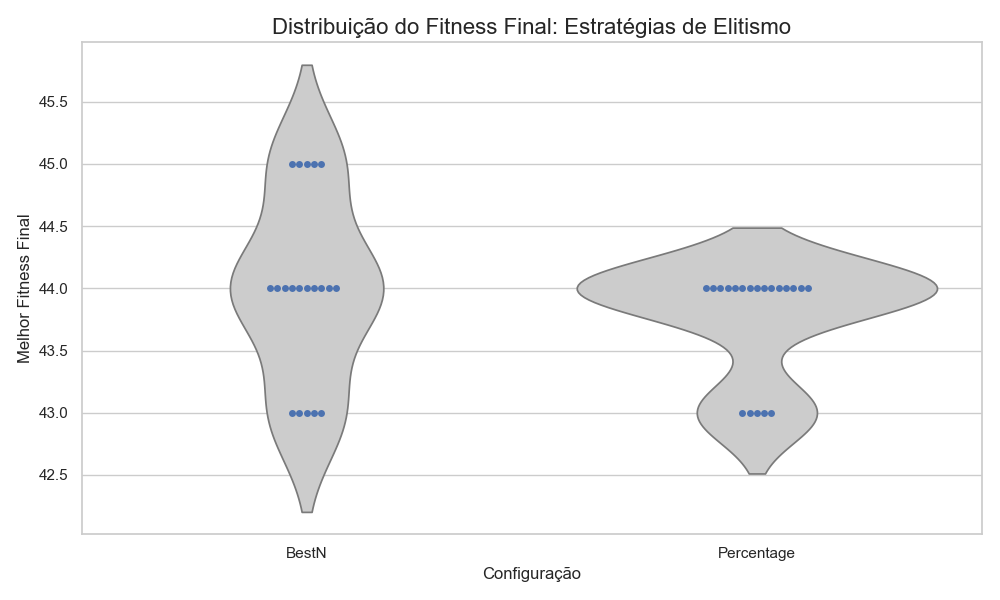 Distribuição do Fitness Final: Estratégias de Elitismo
Melhor Fitness Final
45.5
45.0
44.5
44.0
43.5
43.0
42.5
BestN
Percentage
Configuração